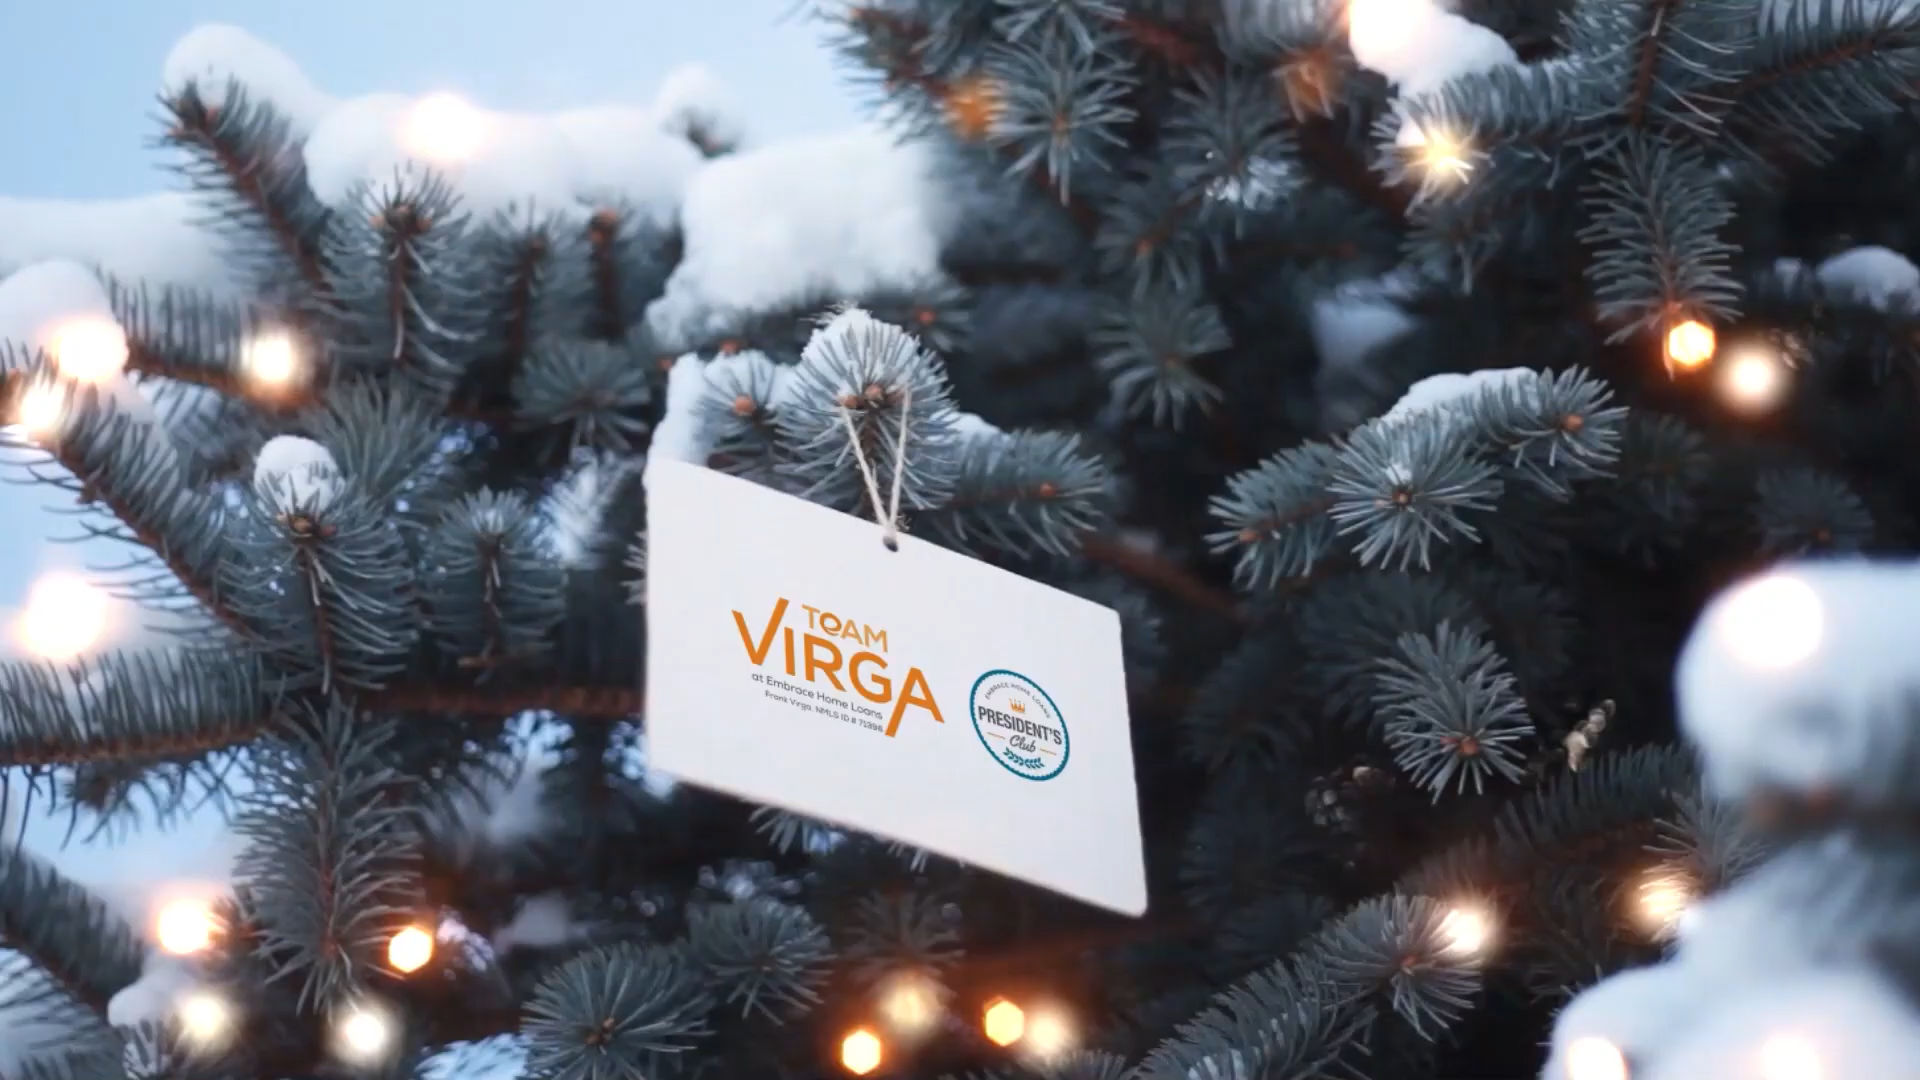 TEAM
VIRGA
at Embrace Home Loans
Frank Virga, NMLS ID # 71398
EMBRACE HOME LOANS
PRESIDENT'S
Club